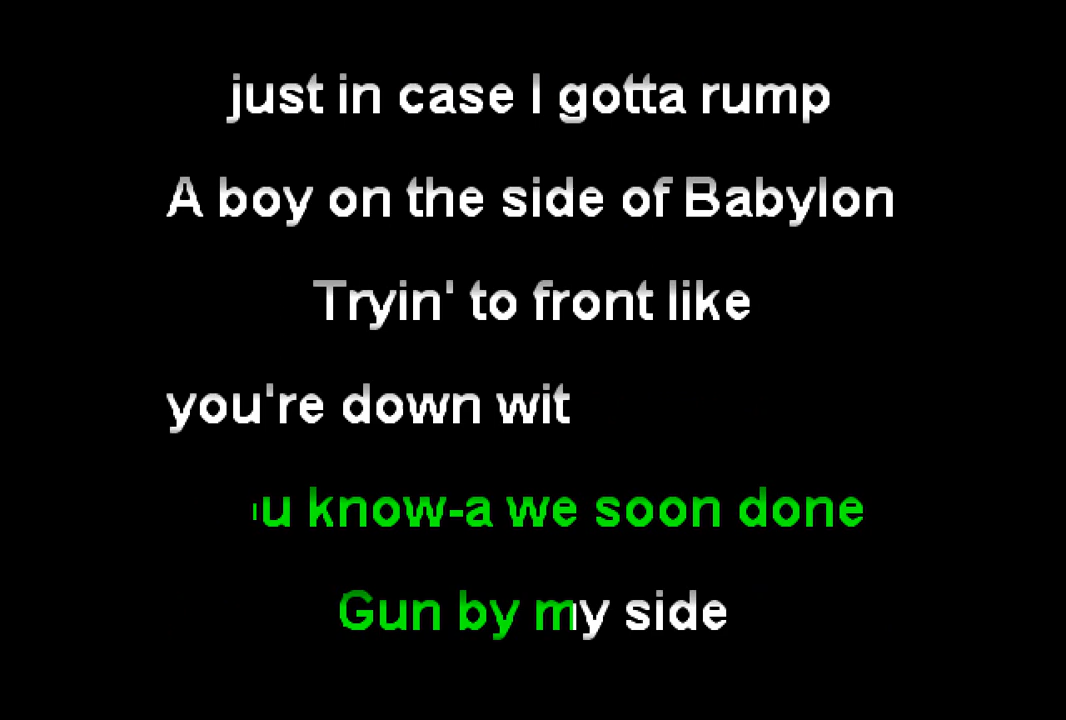 just in case I gotta rump
A boy on the side of Babylon
Tryin' to front like
you're down wit
u know-a we soon done
Gun by my side